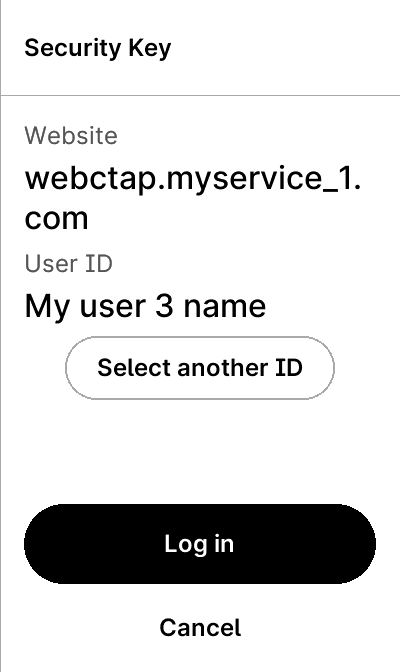 Security Key
Website
webctap.myservice_1.
com
User ID
My user 3 name
Select another ID
Log in
Cancel